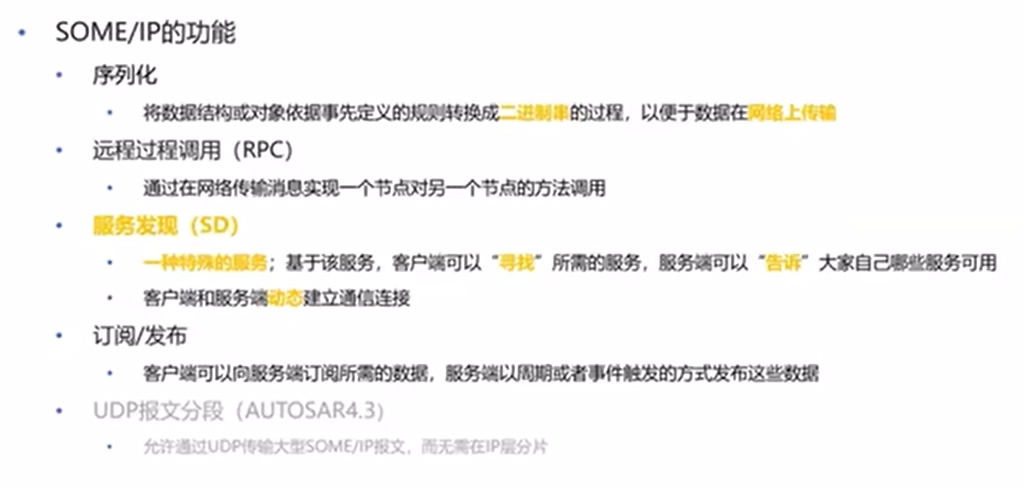 SOME/IP的功能
序列化
将数据结构或对象依据事先定义的规则转换成二进制串的过程，以便于数据在网络上传输
远程过程调用（RPC）
通过在网络传输消息实现一个节点对另一个节点的方法调用
服务发现（SD）
一种特殊的服务；基于该服务，客户端可以“寻找”所需的服务，服务端可以“告诉”大家自己哪些服务可用
客户端和服务端动态建立通信连接
订阅/发布
客户端可以向服务端订阅所需的数据，服务端以周期或者事件触发的方式发布这些数据
UDP报文分段（AUTOSAR4.3）
允许通过UDP传输大型SOME/IP报文，而无需在IP层分片